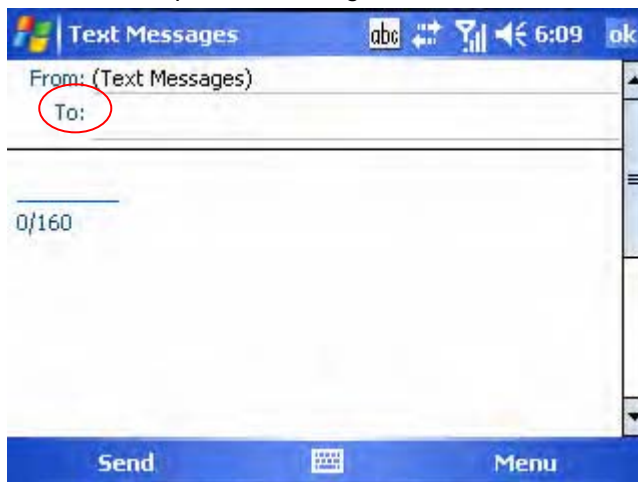 Text Messages abc 6:09 ok
From: (Text Messages)
To:
0/160
Send Menu